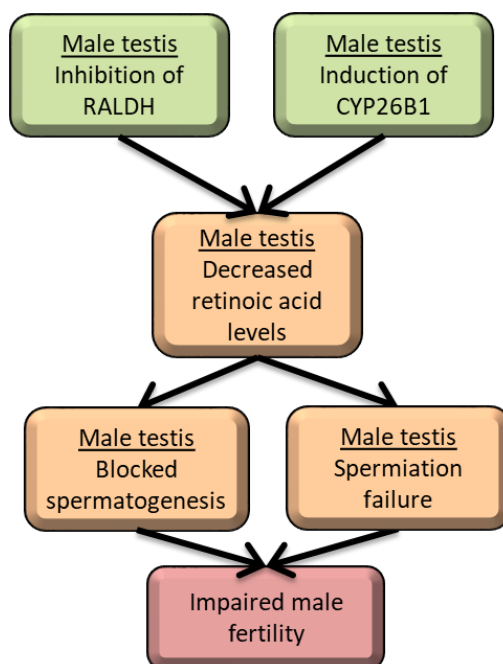 Male testis
Inhibition of
RALDH
Male testis
Induction of
CYP26B1
Male testis
Decreased
retinoic acid
levels
Male testis
Blocked
spermatogenesis
Male testis
Spermiation
failure
Impaired male
fertility